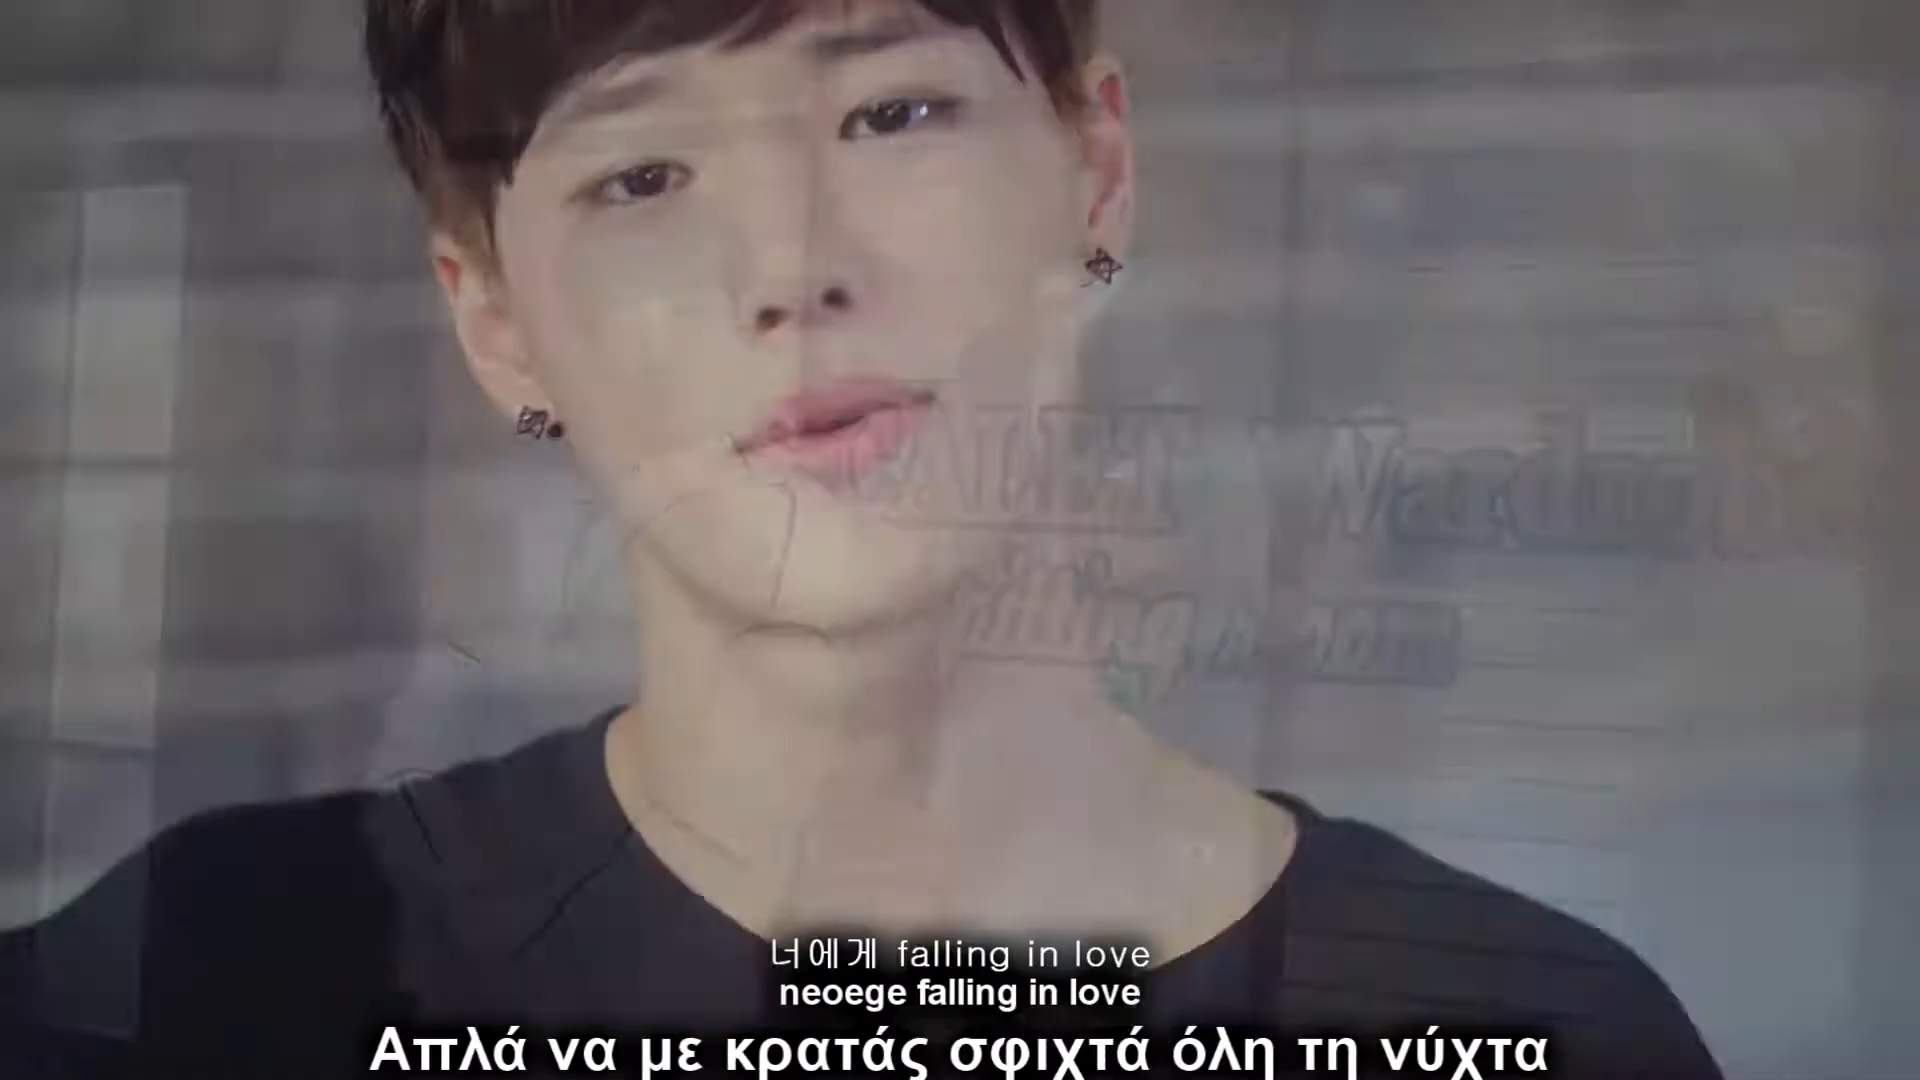 너에게 falling in love
neoege falling in love
Απλά να με κρατάς σφιχτά όλη τη νύχτα